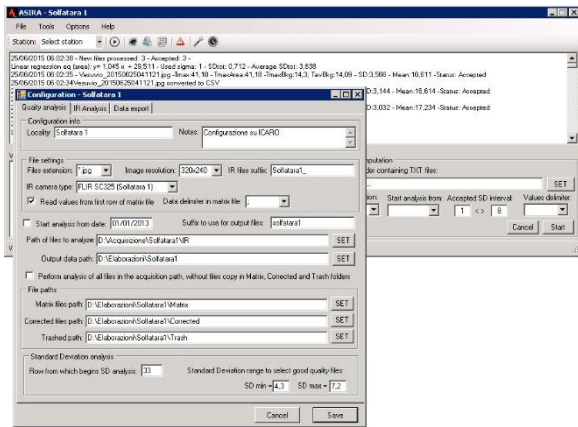 ASIRA - Solfatara
File Tools Options Help
Station: Select station
25/06/2015 06:02:38 - New files processed: 3 - Accepted: 3 -
Linear regression eq (area): y= 1,045 x + 29,511 - Used sigma: 1 - SDtot: 0,712 - Average SDtot: 3,638
25/06/2015 06:02:35 - Vesuvio_20150625041121.jpg -Tmax:41,18 - TmaxArea:41,18 -TmaxBkg:14,3; TavBkg:14,09 - SD:3,566 - Mean:16,611 -Status: Accepted
25/06/2015 06:02:34 Vesuvio_20150625041121.jpg converted to CSV
SD:3,144 - Mean:16,614 -Status: Accepted
SD:3,032 - Mean:17,234 -Status: Accepted
Configuration - Solfatara 1
Quality analysis IR Analysis Data export
Configuration info
Locality: Solfatara 1 Notes: Configurazione su ICARO
File settings
Files extension: *.jpg Image resolution: 320x240 IR files suffix: Solfatara1_
IR camera type: FLIR SC325 (Solfatara 1)
Read values from first row of matrix file Data delimiter in matrix file: ;
Start analysis from date: 01/01/2013 Suffix to use for output files: solfatara1
Path of files to analyze: D:\Acquisizione\Solfatara1\IR SET
Output data path: D:\Elaborazioni\Solfatara1 SET
Perform analysis of all files in the acquisition path, without files copy in Matrix, Corrected and Trash folders
File paths
Matrix files path: D:\Elaborazioni\Solfatara1\Matrix SET
Corrected files path: D:\Elaborazioni\Solfatara1\Corrected SET
Trashed path: D:\Elaborazioni\Solfatara1\Trash SET
Standard Deviation analysis
Row from which begins SD analysis: 33 Standard Deviation range to select good quality files:
SD min = 4,3 SD max = 7,2
Cancel Save
containing TXT files:
SET
Start analysis from: Accepted SD interval: Values delimiter:
1 <> 8
Cancel Start